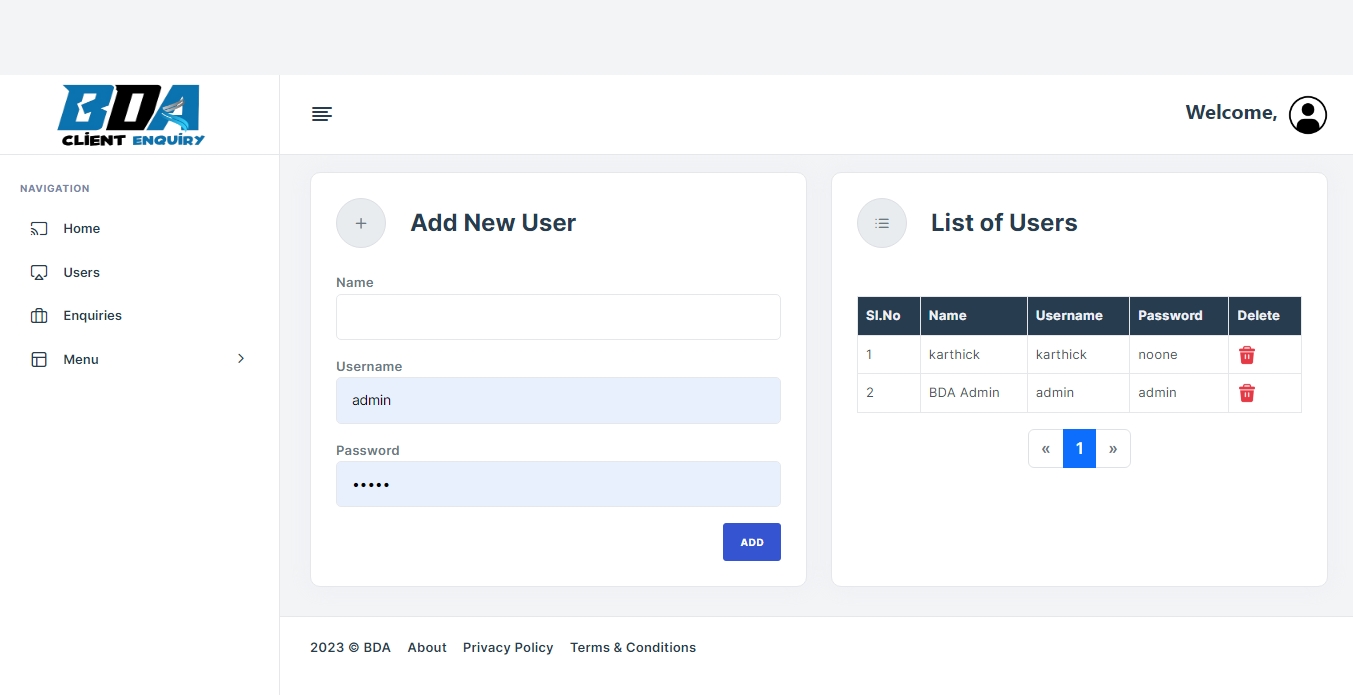 BDA
CLIENT ENQUIRY
Welcome,
NAVIGATION
Home
Users
Enquiries
Menu
Add New User
Name
Username
admin
Password
•••••
ADD
List of Users
Sl.No Name Username Password Delete
1 karthick karthick noone
2 BDA Admin admin admin
« 1 »
2023 © BDA About Privacy Policy Terms & Conditions